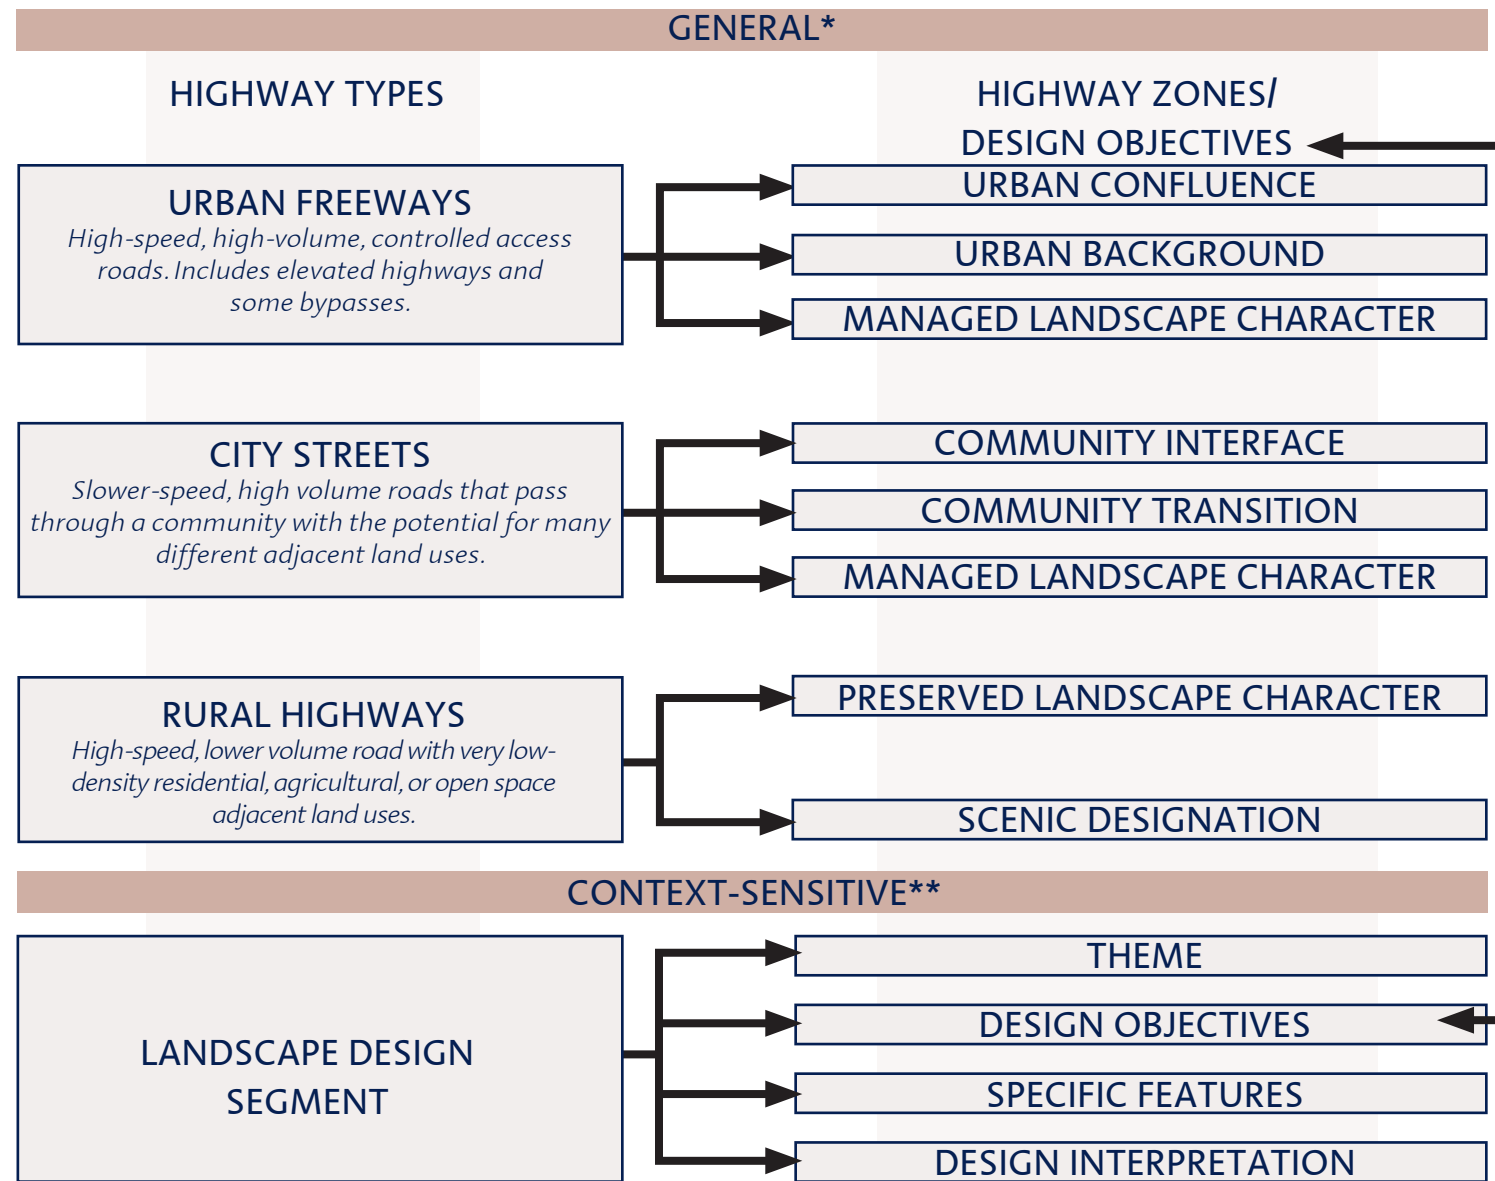 GENERAL*
HIGHWAY TYPES
HIGHWAY ZONES/
DESIGN OBJECTIVES
URBAN FREEWAYS
High-speed, high-volume, controlled access
roads. Includes elevated highways and
some bypasses.
URBAN CONFLUENCE
URBAN BACKGROUND
MANAGED LANDSCAPE CHARACTER
CITY STREETS
Slower-speed, high volume roads that pass
through a community with the potential for many
different adjacent land uses.
COMMUNITY INTERFACE
COMMUNITY TRANSITION
MANAGED LANDSCAPE CHARACTER
RURAL HIGHWAYS
High-speed, lower volume road with very low-
density residential, agricultural, or open space
adjacent land uses.
PRESERVED LANDSCAPE CHARACTER
SCENIC DESIGNATION
CONTEXT-SENSITIVE**
LANDSCAPE DESIGN
SEGMENT
THEME
DESIGN OBJECTIVES
SPECIFIC FEATURES
DESIGN INTERPRETATION